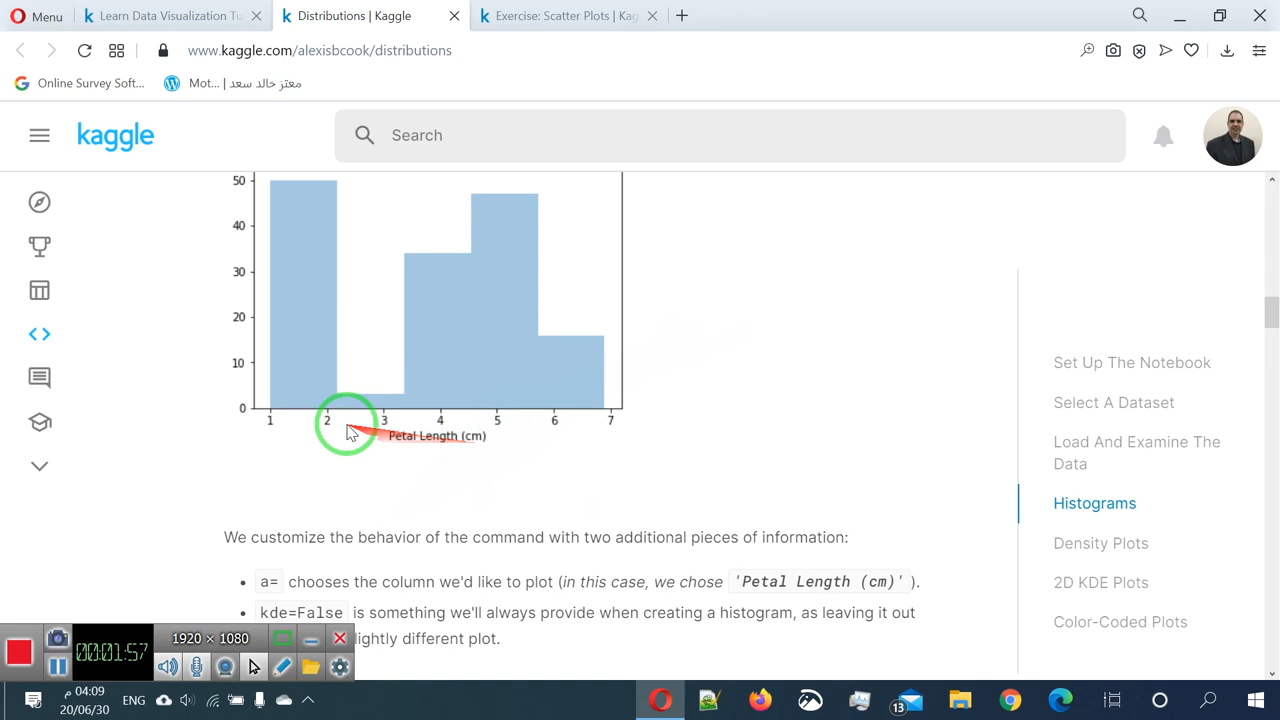 Menu
Learn Data Visualization Tu
Distributions | Kaggle
Exercise: Scatter Plots | Kag
www.kaggle.com/alexisbcook/distributions
Online Survey Soft...
Mot... | معتز خالد سعد
kaggle
Search
50
40
30
20
10
0
1 2 3 4 5 6 7
Petal Length (cm)
Set Up The Notebook
Select A Dataset
Load And Examine The
Data
Histograms
Density Plots
2D KDE Plots
Color-Coded Plots
We customize the behavior of the command with two additional pieces of information:
• a= chooses the column we'd like to plot (in this case, we chose 'Petal Length (cm)' ).
• kde=False is something we'll always provide when creating a histogram, as leaving it out
lightly different plot.
00:01:57
1920 × 1080
04:09 م
20/06/30
ENG
13